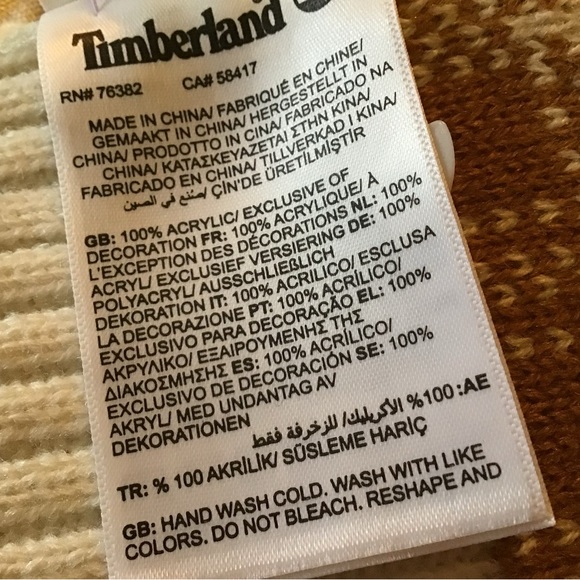 Timberland
RN# 76382 CA# 58417
MADE IN CHINA/ FABRIQUÉ EN CHINE/
GEMAAKT IN CHINA/ HERGESTELLT IN
CHINA/ PRODOTTO IN CINA/ FABRICADO NA
CHINA/ ΚΑΤΑΣΚΕΥΑΖΕΤΑΙ ΣΤΗΝ ΚΙΝΑ/
FABRICADO EN CHINA/ TILLVERKAD I KINA/
صنع في الصين/ ÇİN'DE ÜRETİLMİŞTİR
GB: 100% ACRYLIC/ EXCLUSIVE OF
DECORATION FR: 100% ACRYLIQUE/ À
L'EXCEPTION DES DÉCORATIONS NL: 100%
ACRYL/ EXCLUSIEF VERSIERING DE: 100%
POLYACRYL/ AUSSCHLIEßLICH
DEKORATION IT: 100% ACRILICO/ ESCLUSA
LA DECORAZIONE PT: 100% ACRÍLICO/
EXCLUSIVO PARA DECORAÇÃO EL: 100%
ΑΚΡΥΛΙΚΟ/ ΕΞΑΙΡΟΥΜΕΝΗΣ ΤΗΣ
ΔΙΑΚΟΣΜΗΣΗΣ ES: 100% ACRÍLICO/
EXCLUSIVO DE DECORACIÓN SE: 100%
AKRYL/ MED UNDANTAG AV
DEKORATIONEN
AE: 100% الأكريليك/ للزخرفة فقط
TR: % 100 AKRİLİK/ SÜSLEME HARİÇ
GB: HAND WASH COLD. WASH WITH LIKE
COLORS. DO NOT BLEACH. RESHAPE AND